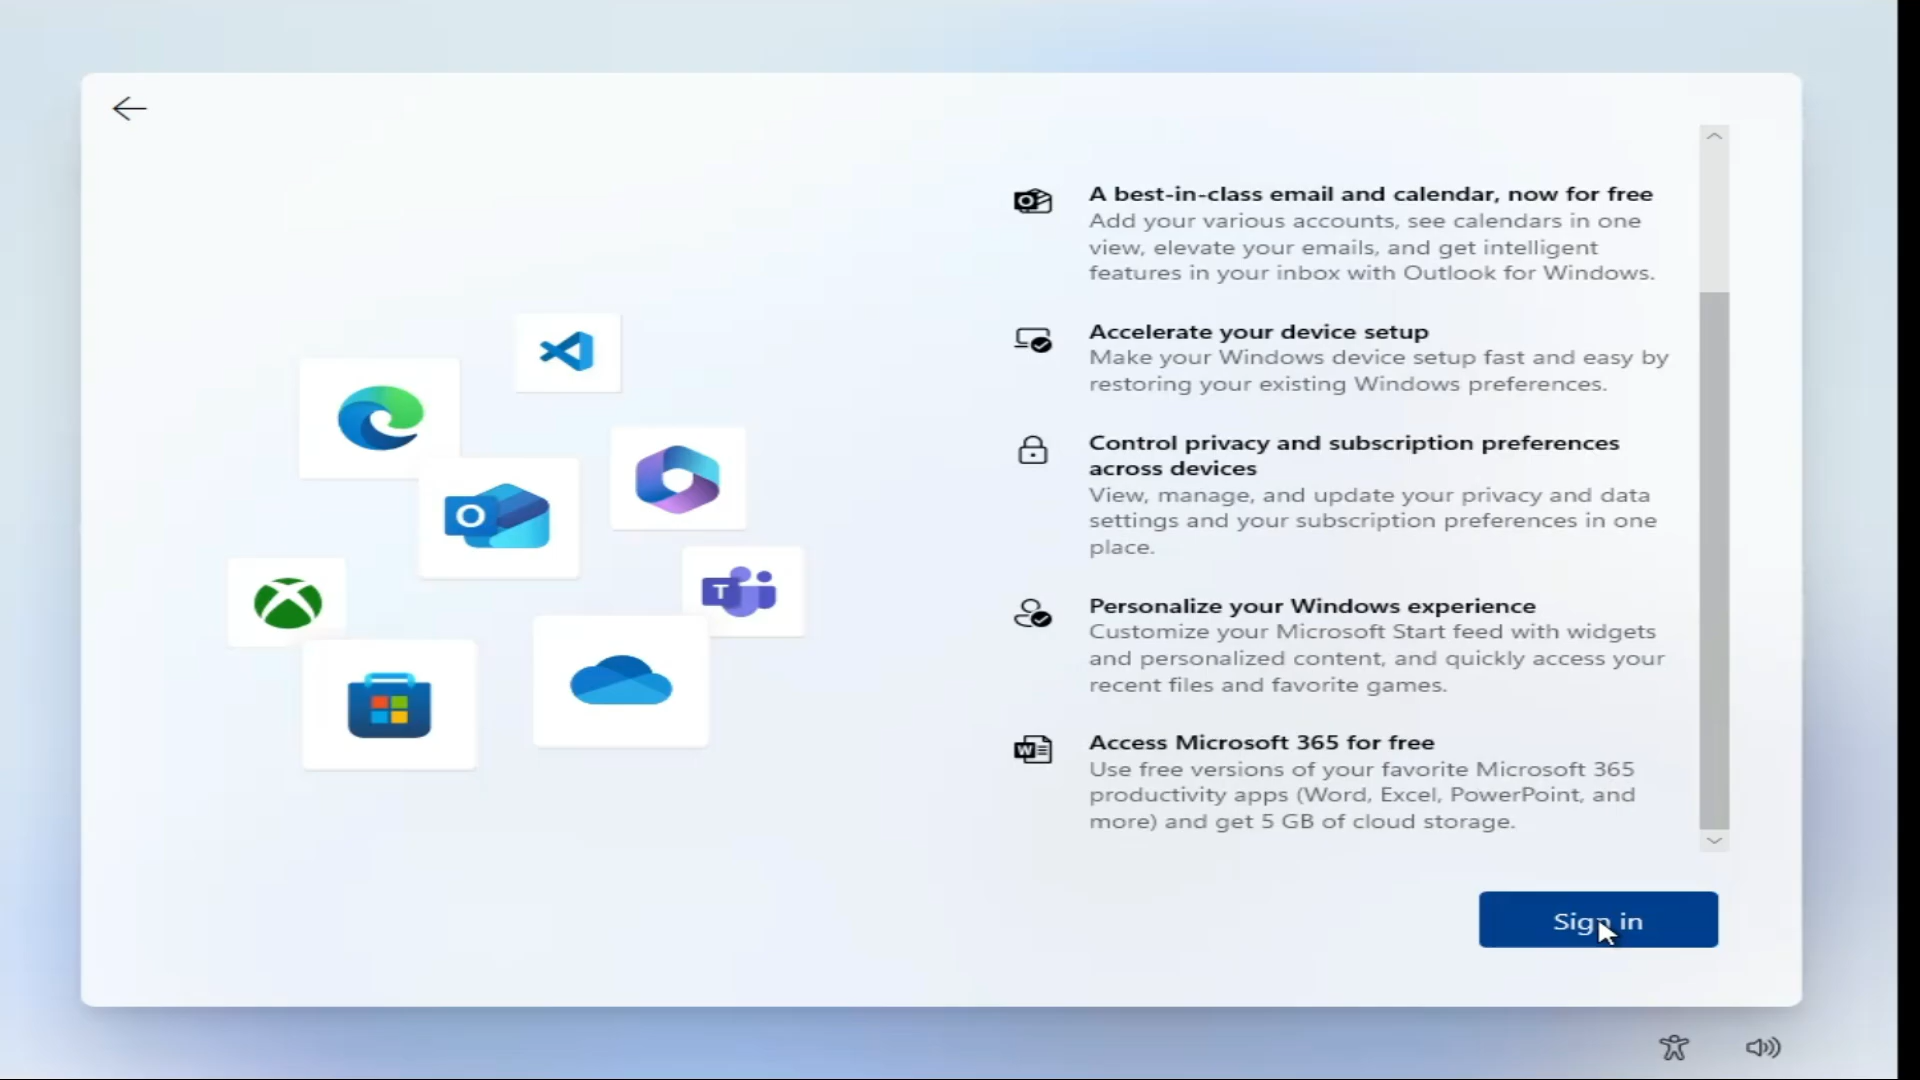 A best-in-class email and calendar, now for free
Add your various accounts, see calendars in one
view, elevate your emails, and get intelligent
features in your inbox with Outlook for Windows.
Accelerate your device setup
Make your Windows device setup fast and easy by
restoring your existing Windows preferences.
Control privacy and subscription preferences
across devices
View, manage, and update your privacy and data
settings and your subscription preferences in one
place.
Personalize your Windows experience
Customize your Microsoft Start feed with widgets
and personalized content, and quickly access your
recent files and favorite games.
Access Microsoft 365 for free
Use free versions of your favorite Microsoft 365
productivity apps (Word, Excel, PowerPoint, and
more) and get 5 GB of cloud storage.
Sign in